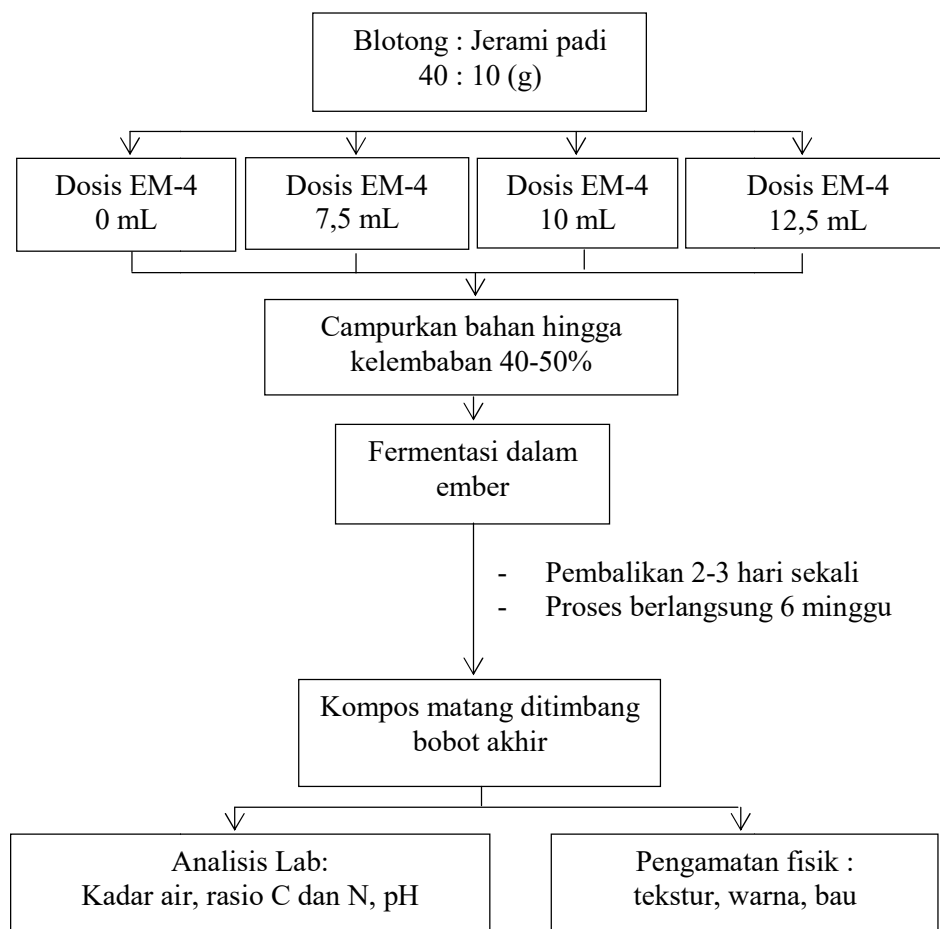 Blotong : Jerami padi
40 : 10 (g)
Dosis EM-4
0 mL
Dosis EM-4
7,5 mL
Dosis EM-4
10 mL
Dosis EM-4
12,5 mL
Campurkan bahan hingga
kelembaban 40-50%
Fermentasi dalam
ember
- Pembalikan 2-3 hari sekali
- Proses berlangsung 6 minggu
Kompos matang ditimbang
bobot akhir
Analisis Lab:
Kadar air, rasio C dan N, pH
Pengamatan fisik :
tekstur, warna, bau